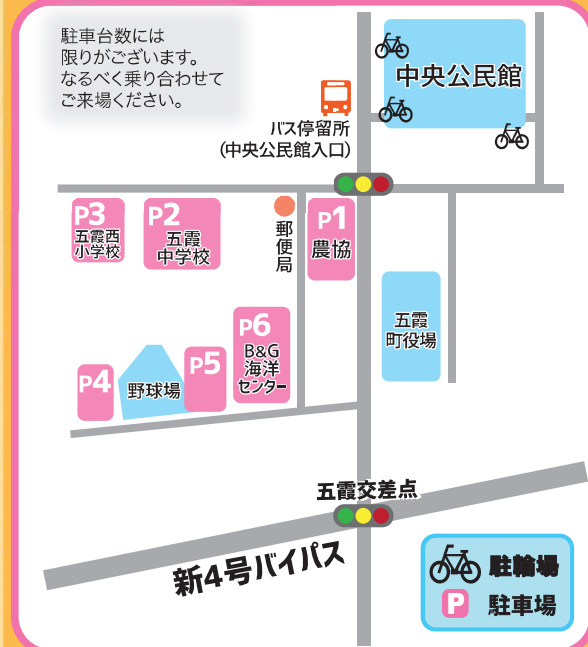 駐車台数には
限りがございます。
なるべく乗り合わせて
ご来場ください。
中央公民館
バス停留所
(中央公民館入口)
P3
五霞西
小学校
P2
五霞
中学校
郵便局
P1
農協
P6
B&G
海洋
センター
五霞
町役場
P4
野球場
P5
五霞交差点
新4号バイパス
駐輪場
P 駐車場